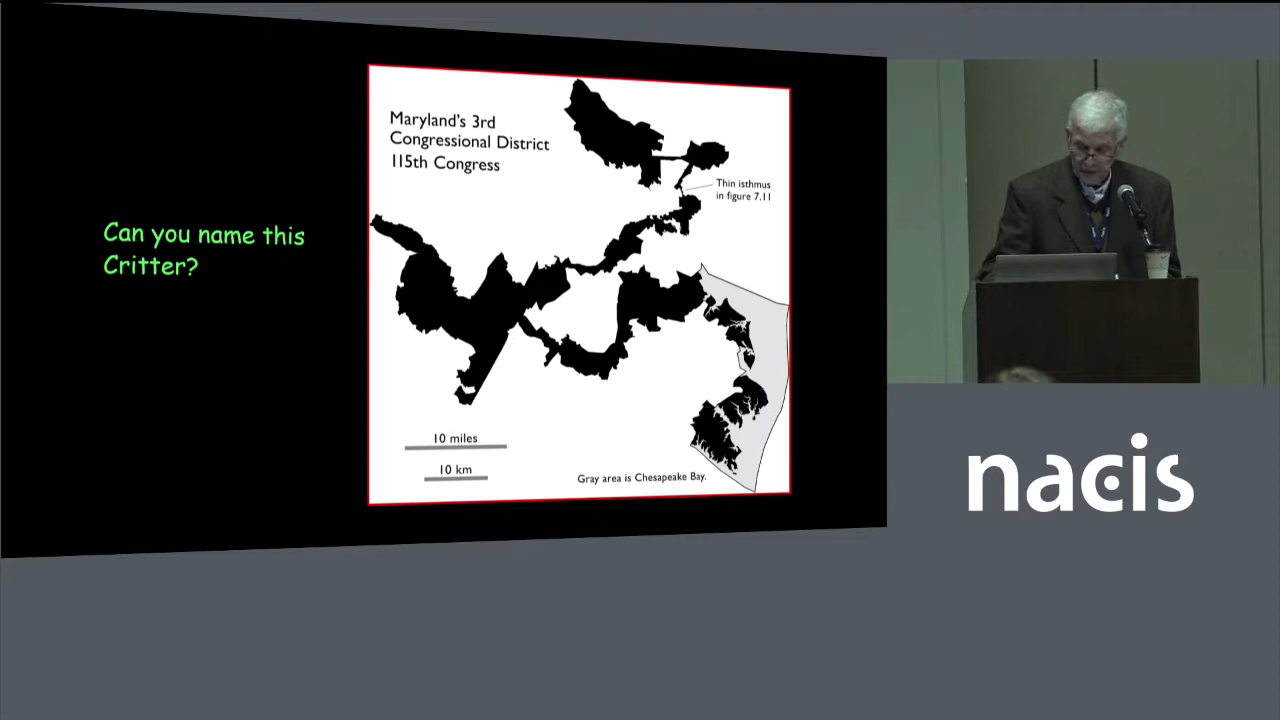 Can you name this
Critter?
Maryland's 3rd
Congressional District
115th Congress
Thin isthmus
in figure 7.11
10 miles
10 km
Gray area is Chesapeake Bay.
nacis